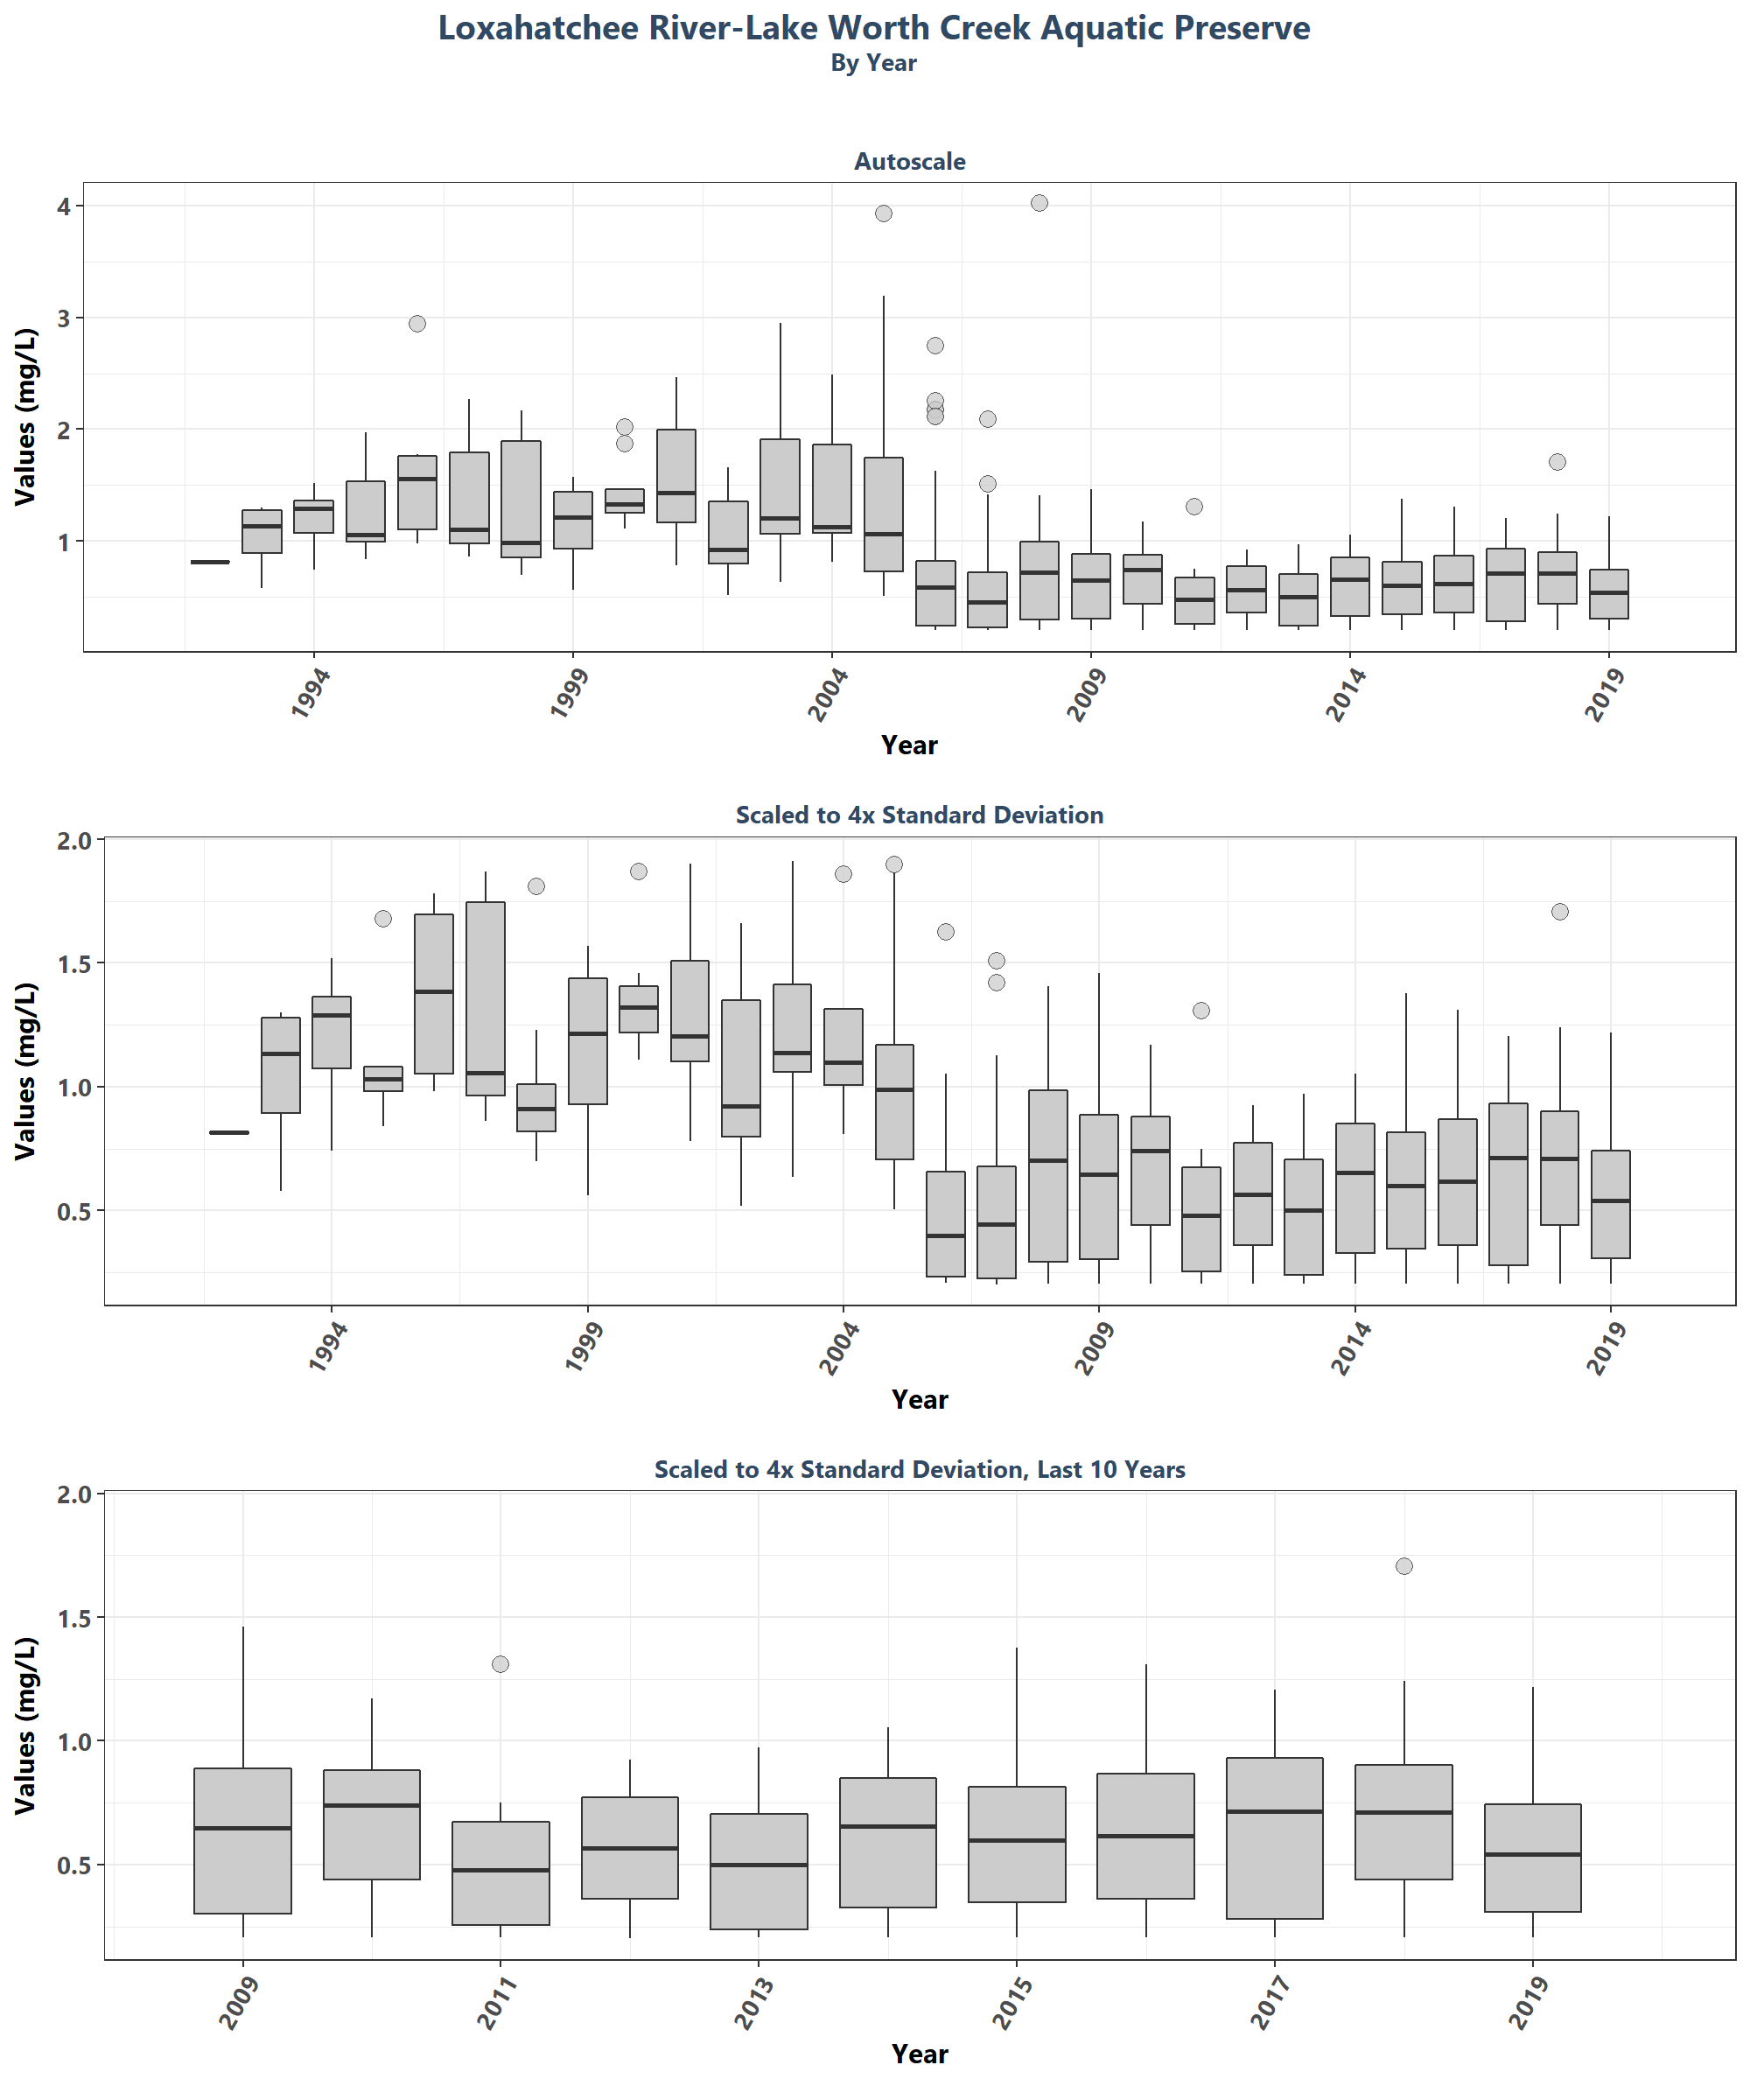 Loxahatchee River-Lake Worth Creek Aquatic Preserve
By Year
Autoscale
Values (mg/L)
4
3
2
1
1994
1999
2004
2009
2014
2019
Year
Scaled to 4x Standard Deviation
Values (mg/L)
2.0
1.5
1.0
0.5
1994
1999
2004
2009
2014
2019
Year
Scaled to 4x Standard Deviation, Last 10 Years
Values (mg/L)
2.0
1.5
1.0
0.5
2009
2011
2013
2015
2017
2019
Year